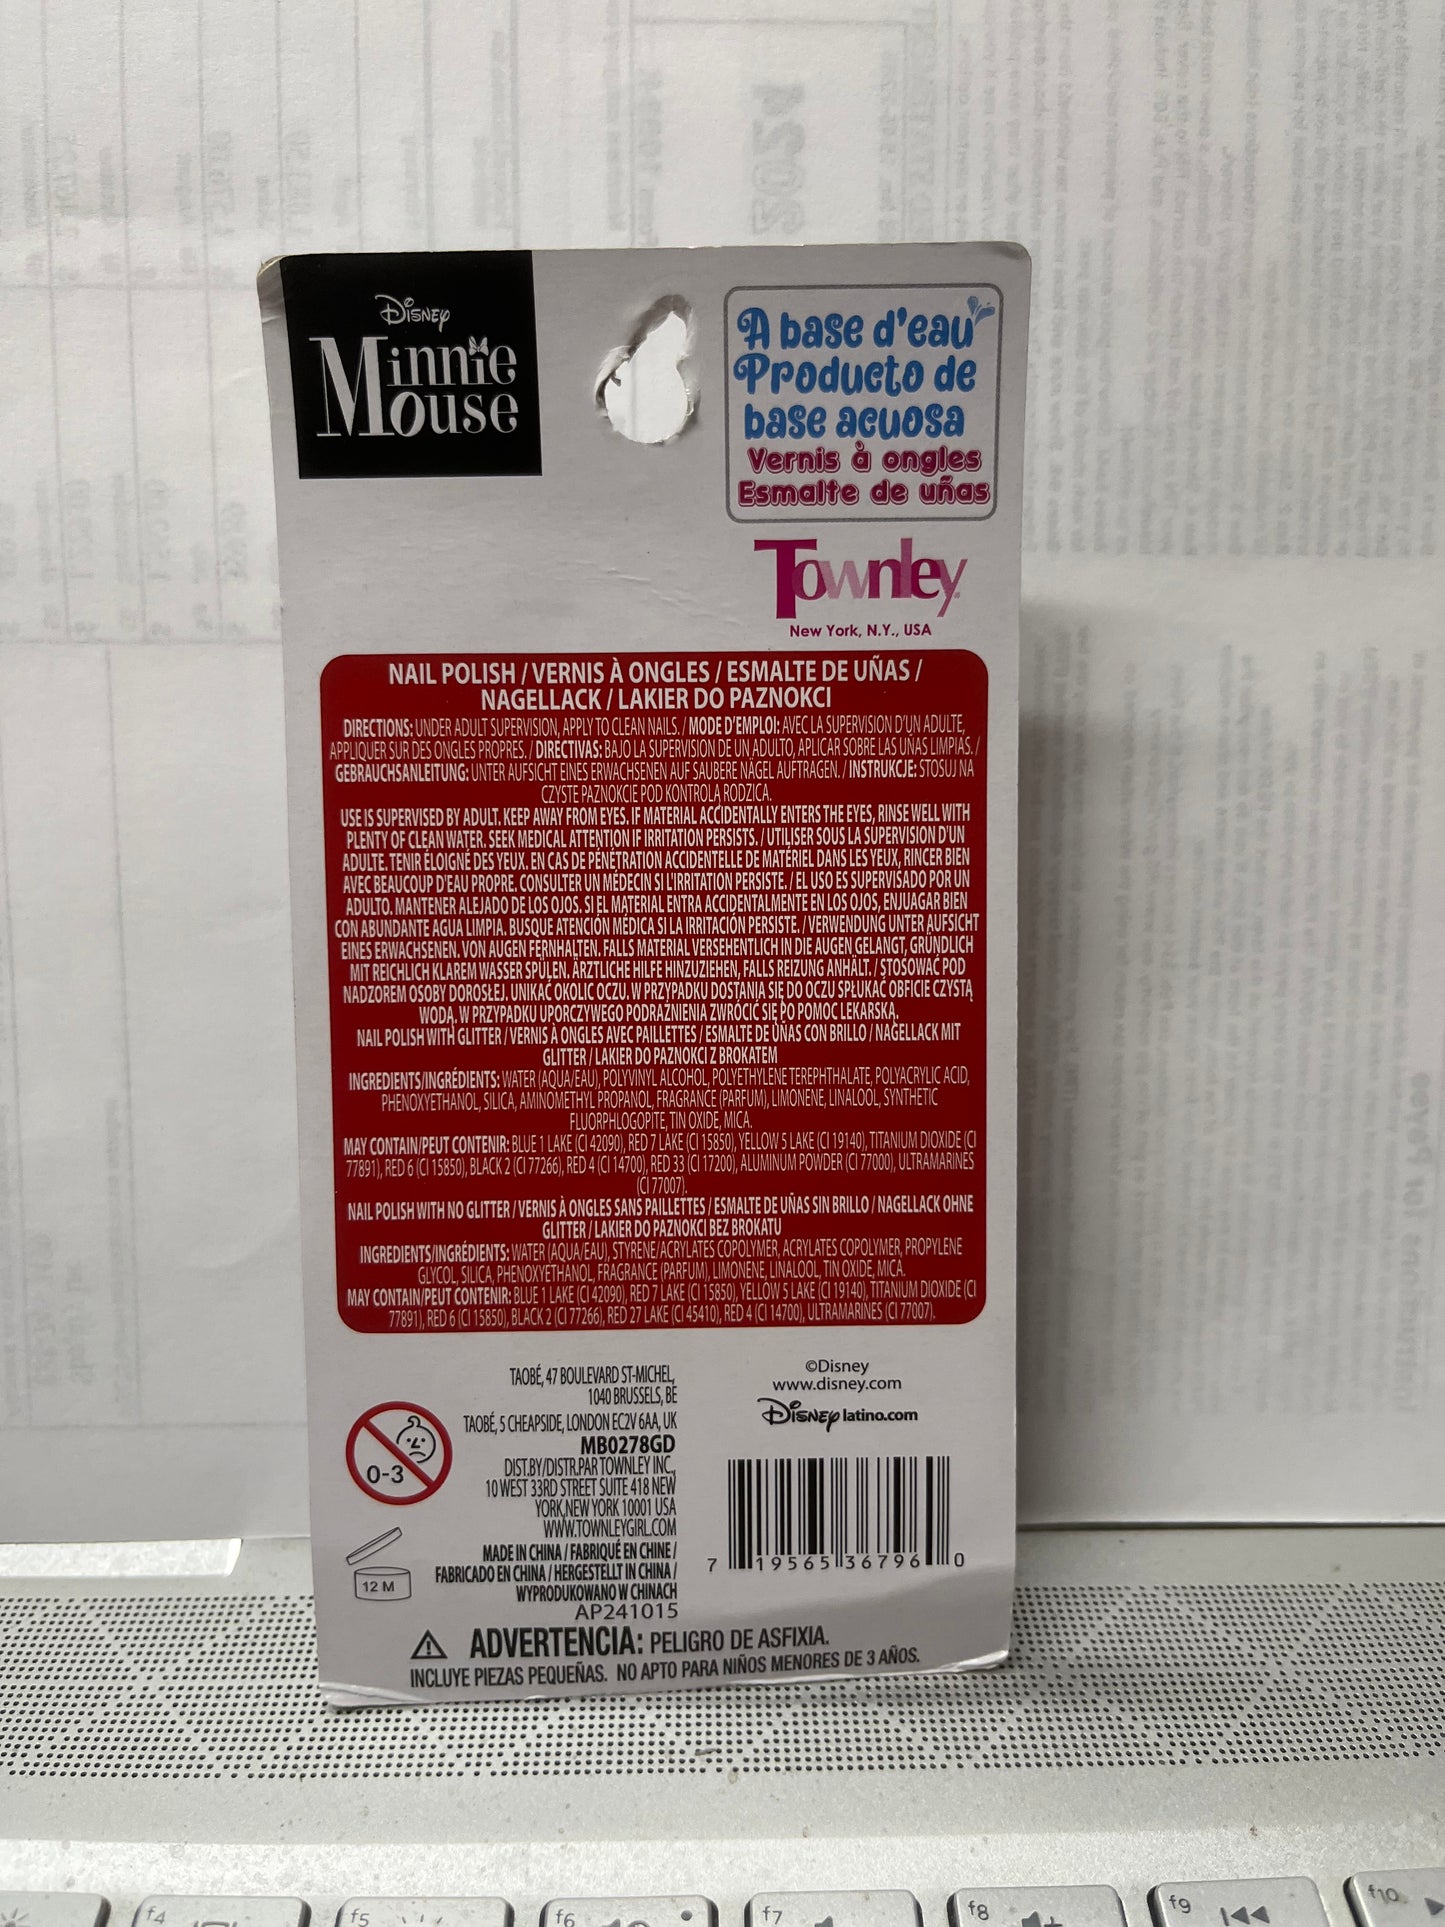 Disney
Minnie
Mouse
A base d'eau
Producto de
base acuosa
Vernis à ongles
Esmalte de uñas
Townley
New York, N.Y., USA
NAIL POLISH / VERNIS À ONGLES / ESMALTE DE UÑAS /
NAGELLACK / LAKIER DO PAZNOKCI
DIRECTIONS: UNDER ADULT SUPERVISION, APPLY TO CLEAN NAILS. / MODE D'EMPLOI: AVEC LA SUPERVISION D'UN ADULTE,
APPLIQUER SUR DES ONGLES PROPRES. / DIRECTIVAS: BAJO LA SUPERVISION DE UN ADULTO, APLICAR SOBRE LAS UÑAS LIMPIAS. /
GEBRAUCHSANLEITUNG: UNTER AUFSICHT EINES ERWACHSENEN AUF SAUBERE NÄGEL AUFTRAGEN. / INSTRUKCJE: STOSUJ NA
CZYSTE PAZNOKCIE POD KONTROLĄ RODZICA.
USE IS SUPERVISED BY ADULT. KEEP AWAY FROM EYES. IF MATERIAL ACCIDENTALLY ENTERS THE EYES, RINSE WELL WITH
PLENTY OF CLEAN WATER. SEEK MEDICAL ATTENTION IF IRRITATION PERSISTS. / UTILISER SOUS LA SUPERVISION D'UN
ADULTE. TENIR ÉLOIGNÉ DES YEUX. EN CAS DE PÉNÉTRATION ACCIDENTELLE DE MATÉRIEL DANS LES YEUX, RINCER BIEN
AVEC BEAUCOUP D'EAU PROPRE. CONSULTER UN MÉDECIN SI L'IRRITATION PERSISTE. / EL USO ES SUPERVISADO POR UN
ADULTO. MANTENER ALEJADO DE LOS OJOS. SI EL MATERIAL ENTRA ACCIDENTALMENTE EN LOS OJOS, ENJUAGAR BIEN
CON ABUNDANTE AGUA LIMPIA. BUSQUE ATENCIÓN MÉDICA SI LA IRRITACIÓN PERSISTE. / VERWENDUNG UNTER AUFSICHT
EINES ERWACHSENEN. VON AUGEN FERNHALTEN. FALLS MATERIAL VERSEHENTLICH IN DIE AUGEN GELANGT, GRÜNDLICH
MIT REICHLICH KLAREM WASSER SPÜLEN. ÄRZTLICHE HILFE HINZUZIEHEN, FALLS REIZUNG ANHÄLT. / STOSOWAĆ POD
NADZOREM OSOBY DOROSŁEJ. UNIKAĆ OKOLIC OCZU. W PRZYPADKU DOSTANIA SIĘ DO OCZU SPŁUKAĆ OBFICIE CZYSTĄ
WODĄ. W PRZYPADKU UPORCZYWEGO PODRAŻNIENIA ZWRÓCIĆ SIĘ PO POMOC LEKARSKĄ.
NAIL POLISH WITH GLITTER / VERNIS À ONGLES AVEC PAILLETTES / ESMALTE DE UÑAS CON BRILLO / NAGELLACK MIT
GLITTER / LAKIER DO PAZNOKCI Z BROKATEM
INGREDIENTS/INGRÉDIENTS: WATER (AQUA/EAU), POLYVINYL ALCOHOL, POLYETHYLENE TEREPHTHALATE, POLYACRYLIC ACID,
PHENOXYETHANOL, SILICA, AMINOMETHYL PROPANOL, FRAGRANCE (PARFUM), LIMONENE, LINALOOL, SYNTHETIC
FLUORPHLOGOPITE, TIN OXIDE, MICA.
MAY CONTAIN/PEUT CONTENIR: BLUE 1 LAKE (CI 42090), RED 7 LAKE (CI 15850), YELLOW 5 LAKE (CI 19140), TITANIUM DIOXIDE (CI
77891), RED 6 (CI 15850), BLACK 2 (CI 77266), RED 4 (CI 14700), RED 33 (CI 17200), ALUMINUM POWDER (CI 77000), ULTRAMARINES
(CI 77007).
NAIL POLISH WITH NO GLITTER / VERNIS À ONGLES SANS PAILLETTES / ESMALTE DE UÑAS SIN BRILLO / NAGELLACK OHNE
GLITTER / LAKIER DO PAZNOKCI BEZ BROKATU
INGREDIENTS/INGRÉDIENTS: WATER (AQUA/EAU), STYRENE/ACRYLATES COPOLYMER, ACRYLATES COPOLYMER, PROPYLENE
GLYCOL, SILICA, PHENOXYETHANOL, FRAGRANCE (PARFUM), LIMONENE, LINALOOL, TIN OXIDE, MICA.
MAY CONTAIN/PEUT CONTENIR: BLUE 1 LAKE (CI 42090), RED 7 LAKE (CI 15850), YELLOW 5 LAKE (CI 19140), TITANIUM DIOXIDE (CI
77891), RED 6 (CI 15850), BLACK 2 (CI 77266), RED 27 LAKE (CI 45410), RED 4 (CI 14700), ULTRAMARINES (CI 77007).
TAOBÉ, 47 BOULEVARD ST-MICHEL,
1040 BRUSSELS, BE
TAOBÉ, 5 CHEAPSIDE, LONDON EC2V 6AA, UK
MB0278GD
DIST.BY/DISTR.PAR TOWNLEY INC.,
10 WEST 33RD STREET SUITE 418 NEW
YORK,NEW YORK 10001 USA
WWW.TOWNLEYGIRL.COM
MADE IN CHINA / FABRIQUÉ EN CHINE /
FABRICADO EN CHINA / HERGESTELLT IN CHINA /
WYPRODUKOWANO W CHINACH
AP241015
0-3
12 M
©Disney
www.disney.com
Disney latino.com
7 19565 36796 0
ADVERTENCIA: PELIGRO DE ASFIXIA.
INCLUYE PIEZAS PEQUEÑAS. NO APTO PARA NIÑOS MENORES DE 3 AÑOS.
2024
f4
f5
f6
f7
f8
f9
f10